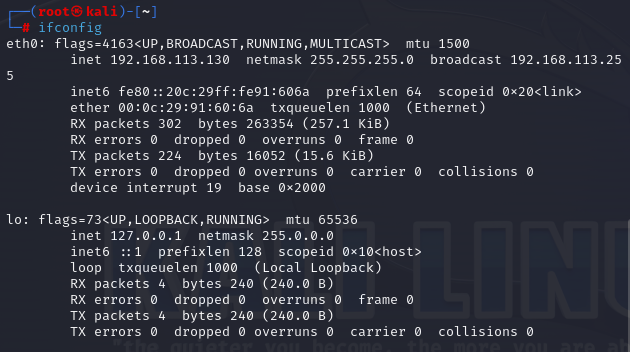 ┌──(root㉿kali)-[~]
└─# ifconfig
eth0: flags=4163<UP,BROADCAST,RUNNING,MULTICAST>  mtu 1500
        inet 192.168.113.130  netmask 255.255.255.0  broadcast 192.168.113.25
5
        inet6 fe80::20c:29ff:fe91:606a  prefixlen 64  scopeid 0x20<link>
        ether 00:0c:29:91:60:6a  txqueuelen 1000  (Ethernet)
        RX packets 302  bytes 263354 (257.1 KiB)
        RX errors 0  dropped 0  overruns 0  frame 0
        TX packets 224  bytes 16052 (15.6 KiB)
        TX errors 0  dropped 0 overruns 0  carrier 0  collisions 0
        device interrupt 19  base 0x2000

lo: flags=73<UP,LOOPBACK,RUNNING>  mtu 65536
        inet 127.0.0.1  netmask 255.0.0.0
        inet6 ::1  prefixlen 128  scopeid 0x10<host>
        loop  txqueuelen 1000  (Local Loopback)
        RX packets 4  bytes 240 (240.0 B)
        RX errors 0  dropped 0  overruns 0  frame 0
        TX packets 4  bytes 240 (240.0 B)
        TX errors 0  dropped 0 overruns 0  carrier 0  collisions 0
KALI LINU
"the quieter you become, the more you are ab